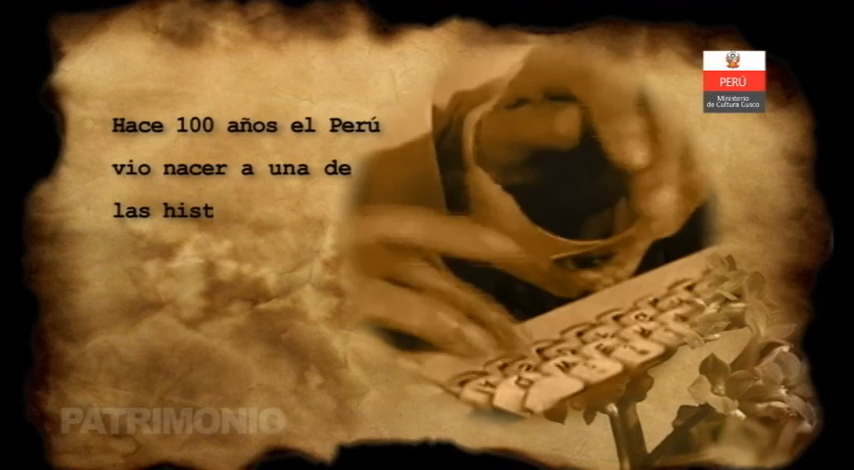 Hace 100 años el Perú
vio nacer a una de
las hist
PERÚ
Ministerio
de Cultura Cusco
PATRIMONIO